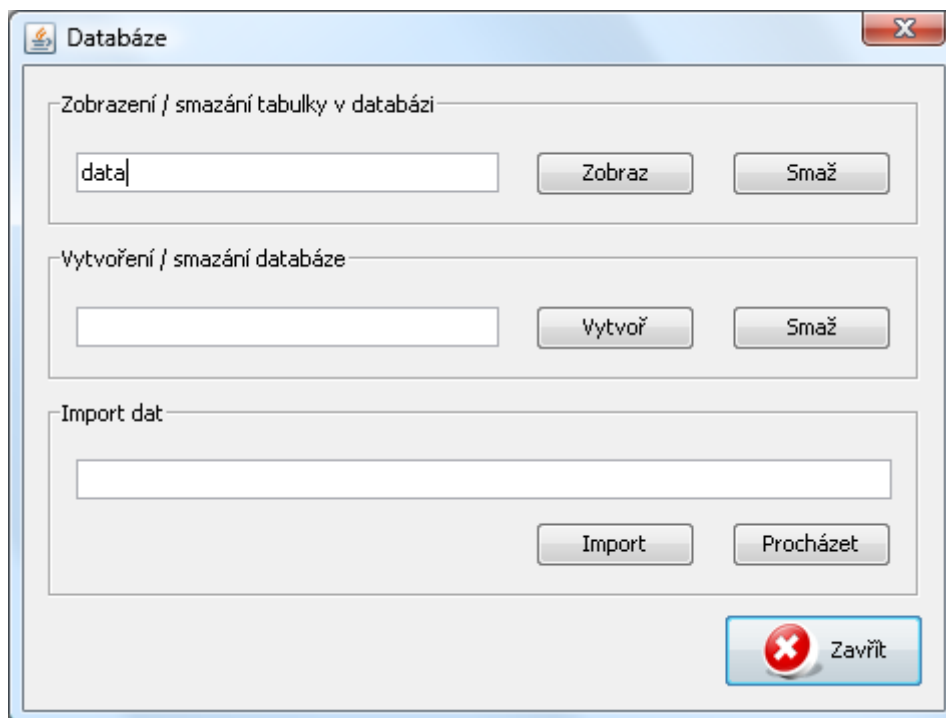 Databáze
Zobrazení / smazání tabulky v databázi
data Zobraz Smaž
Vytvoření / smazání databáze
Vytvoř Smaž
Import dat
Import Procházet
Zavřít